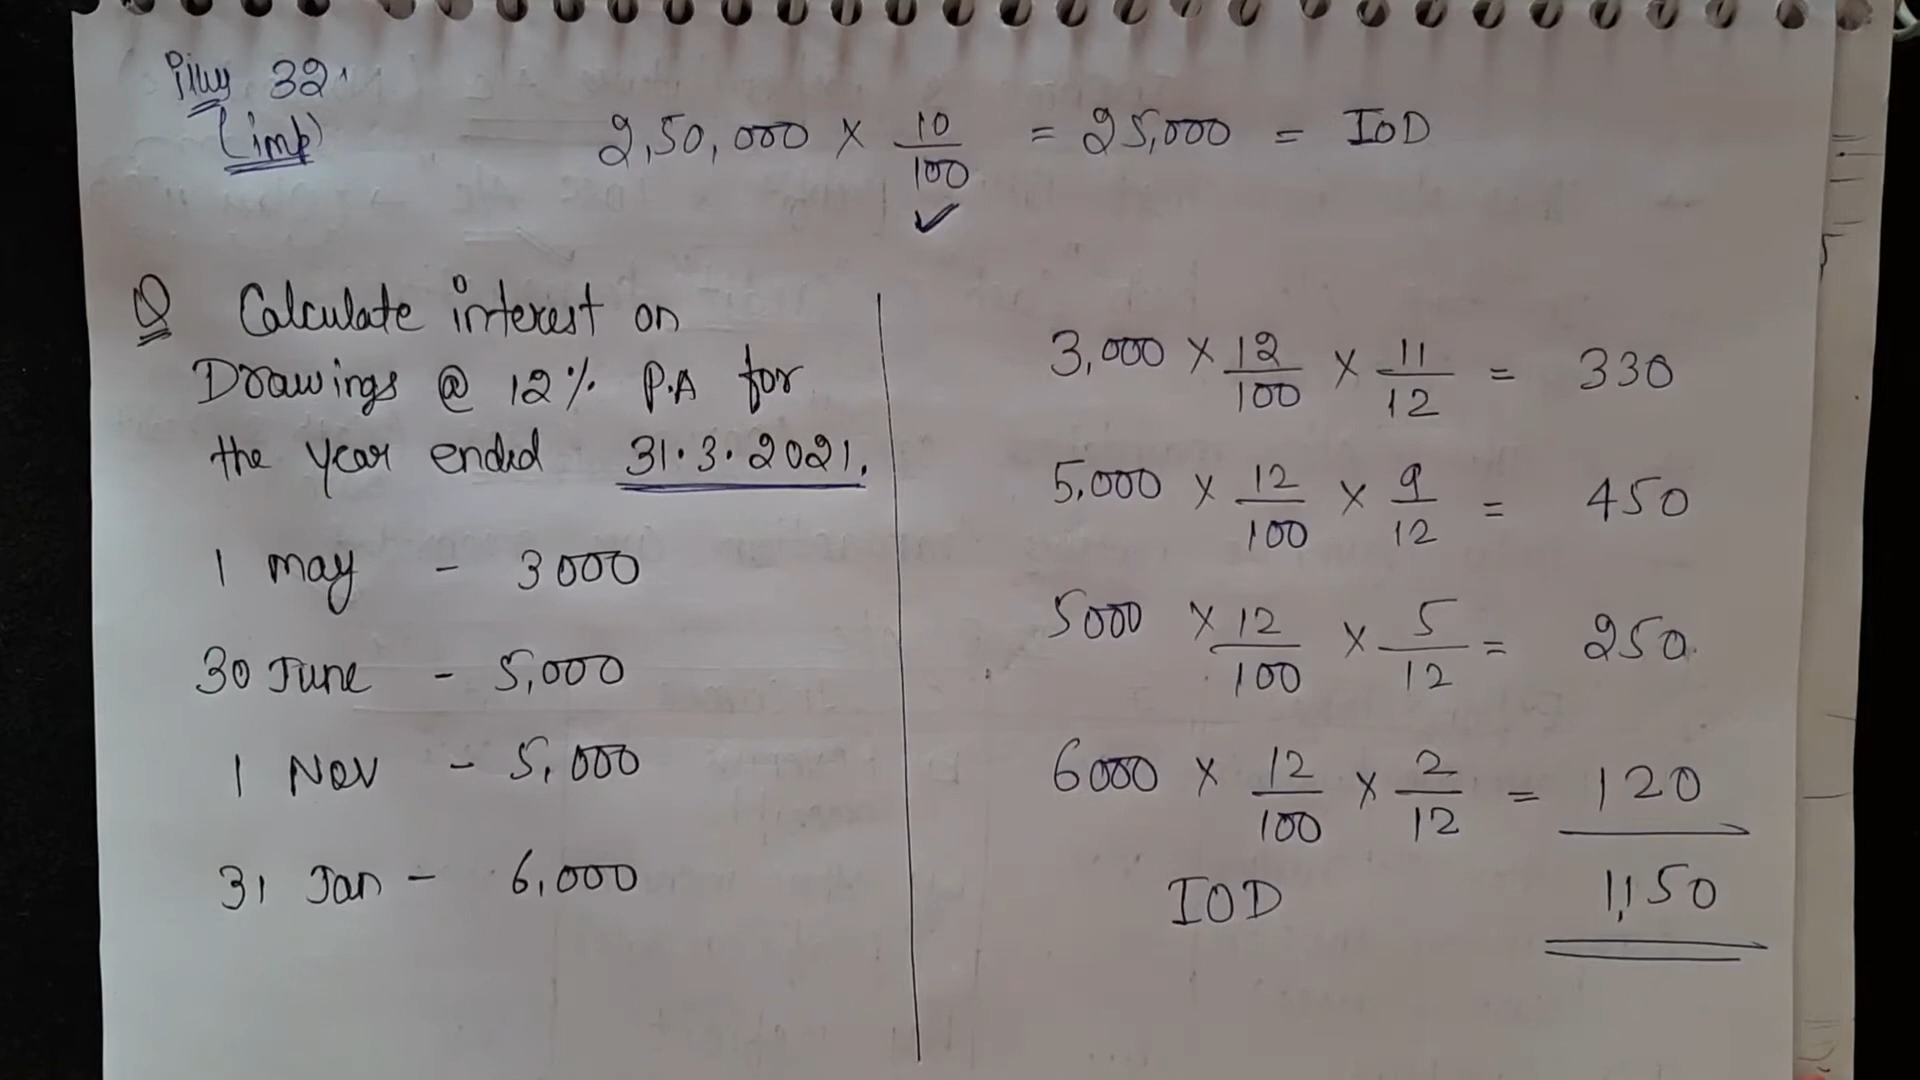 32
(imp)
2,50,000 × 10/100 = 25,000 = IOD
✓
Q Calculate interest on
Drawings @ 12% P.A for
the year ended 31.3.2021.
1 may - 3000
30 June - 5,000
1 Nov - 5,000
31 Jan - 6,000
3,000 × 12/100 × 11/12 = 330
5,000 × 12/100 × 9/12 = 450
5000 × 12/100 × 5/12 = 250
6000 × 12/100 × 2/12 = 120
IOD 1,150